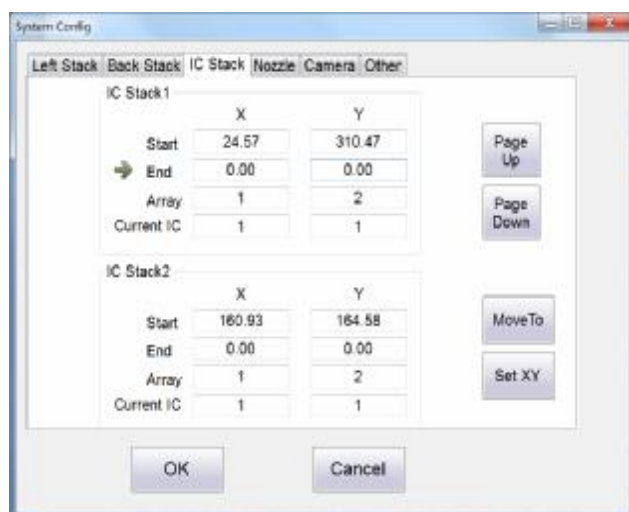 System Config
Left Stack Back Stack IC Stack Nozzle Camera Other
IC Stack1
X Y
Start 24.57 310.47
End 0.00 0.00
Array 1 2
Current IC 1 1
Page Up
Page Down
IC Stack2
X Y
Start 160.93 164.58
End 0.00 0.00
Array 1 2
Current IC 1 1
MoveTo
Set XY
OK Cancel